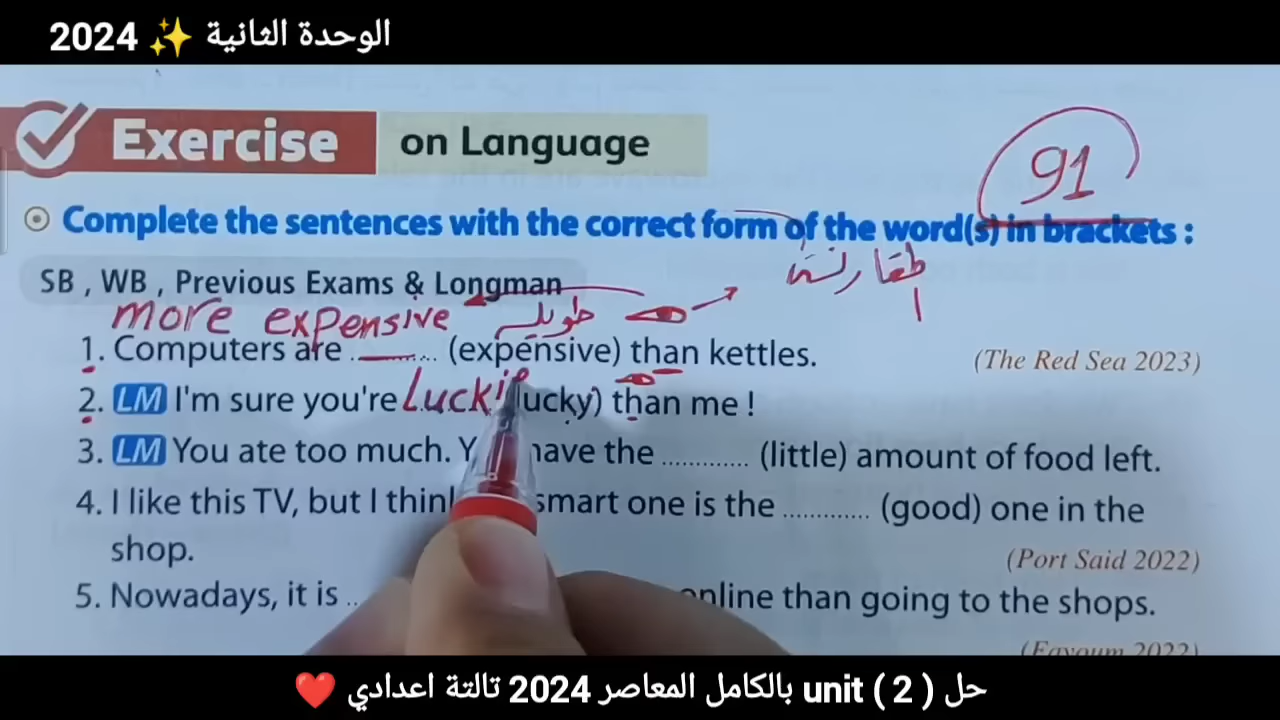 الوحدة الثانية ✨ 2024
Exercise on Language
91
Complete the sentences with the correct form of the word(s) in brackets :
مقارنة
SB , WB , Previous Exams & Longman
more expensive طويلة
1. Computers are ............ (expensive) than kettles. (The Red Sea 2023)
2. LM I'm sure you're Luckie lucky) than me !
3. LM You ate too much. Y have the ............ (little) amount of food left.
4. I like this TV, but I think smart one is the ............ (good) one in the
shop.
(Port Said 2022)
5. Nowadays, it is .. online than going to the shops.
(Fayoum 2022)
حل unit ( 2 ) بالكامل المعاصر 2024 تالتة اعدادي ❤️